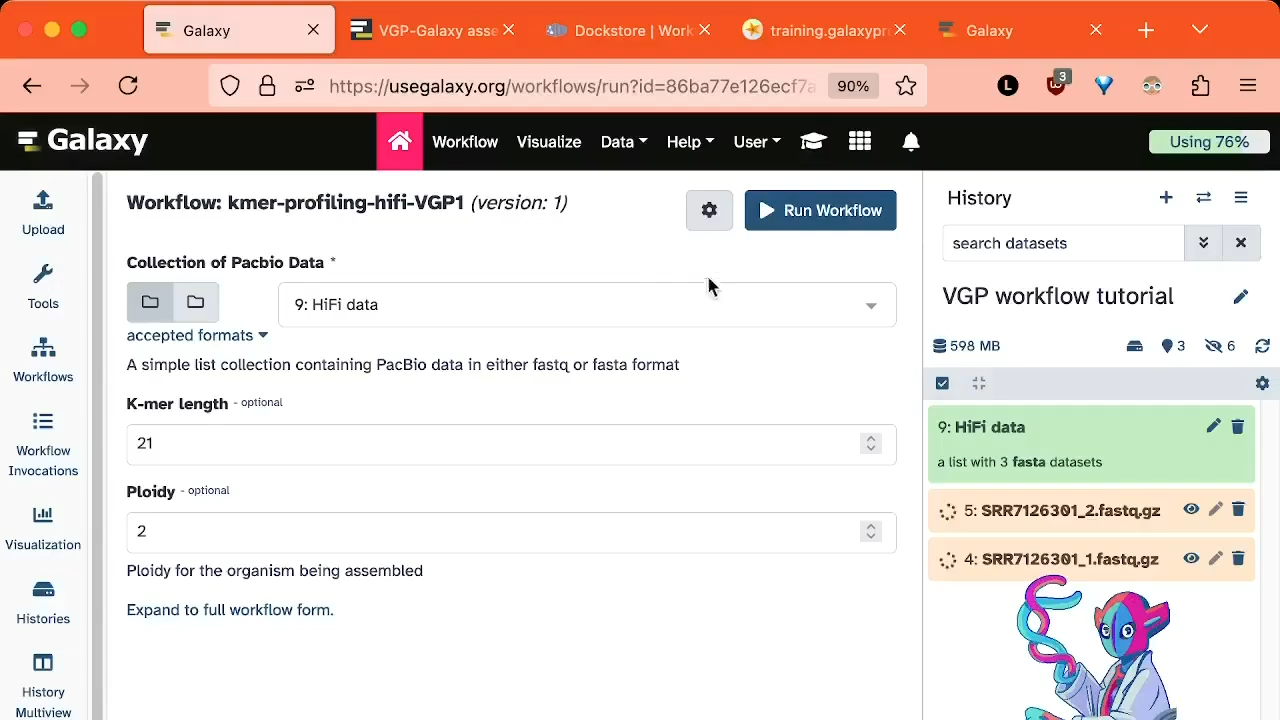 Galaxy
VGP-Galaxy asse
Dockstore | Work
training.galaxypr
Galaxy
https://usegalaxy.org/workflows/run?id=86ba77e126ecf7a
90%
L
3
Galaxy
Workflow
Visualize
Data
Help
User
Using 76%
Upload
Tools
Workflows
Workflow
Invocations
Visualization
Histories
History
Multiview
Workflow: kmer-profiling-hifi-VGP1 (version: 1)
Run Workflow
Collection of Pacbio Data *
9: HiFi data
accepted formats
A simple list collection containing PacBio data in either fastq or fasta format
K-mer length - optional
21
Ploidy - optional
2
Ploidy for the organism being assembled
Expand to full workflow form.
History
search datasets
VGP workflow tutorial
598 MB
3
6
9: HiFi data
a list with 3 fasta datasets
5: SRR7126301_2.fastq.gz
4: SRR7126301_1.fastq.gz